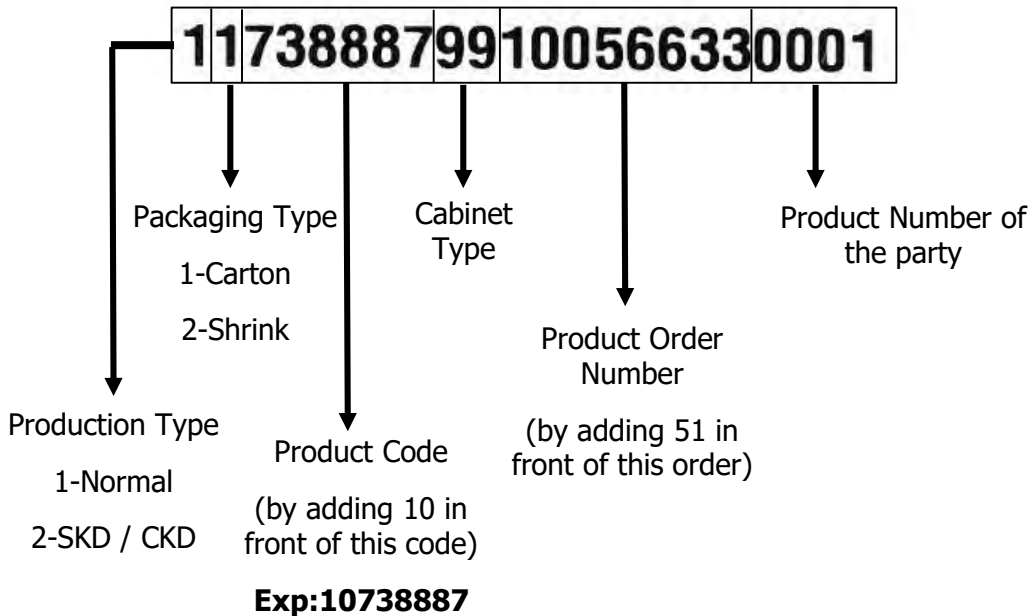 1173888799100566330001
Packaging Type
1-Carton
2-Shrink
Cabinet
Type
Product Number of
the party
Production Type
1-Normal
2-SKD / CKD
Product Code
(by adding 10 in
front of this code)
Exp:10738887
Product Order
Number
(by adding 51 in
front of this order)